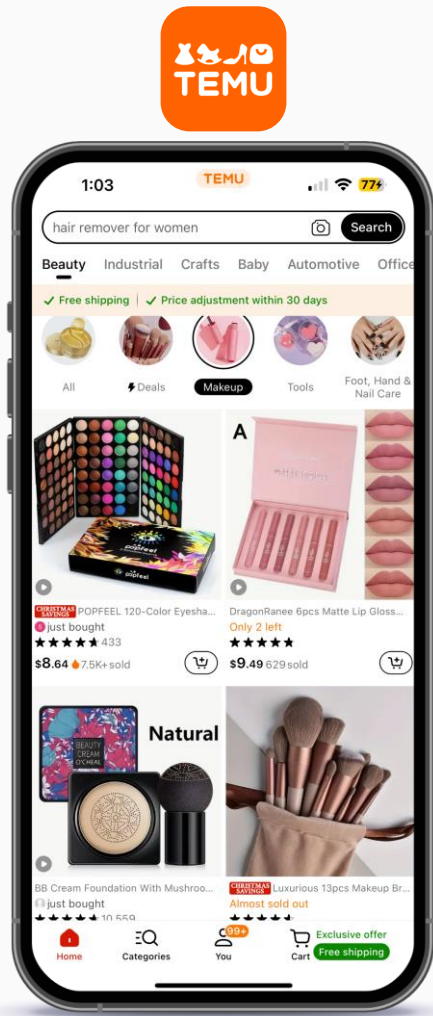 TEMU
1:03
TEMU
77
hair remover for women
Search
Beauty Industrial Crafts Baby Automotive Office
Free shipping
Price adjustment within 30 days
All
Deals
Makeup
Tools
Foot, Hand &
Nail Care
popfeel
A
CHRISTMAS
SAVINGS
POPFEEL 120-Color Eyesha...
just bought
433
$8.64 7.5K+ sold
DragonRanee 6pcs Matte Lip Gloss...
Only 2 left
$9.49 629 sold
BEAUTY
CREAM
O'CHEAL
Natural
BB Cream Foundation With Mushroo...
just bought
10,559
CHRISTMAS
SAVINGS
Luxurious 13pcs Makeup Br...
Almost sold out
Home
Categories
99+
You
Cart
Exclusive offer
Free shipping